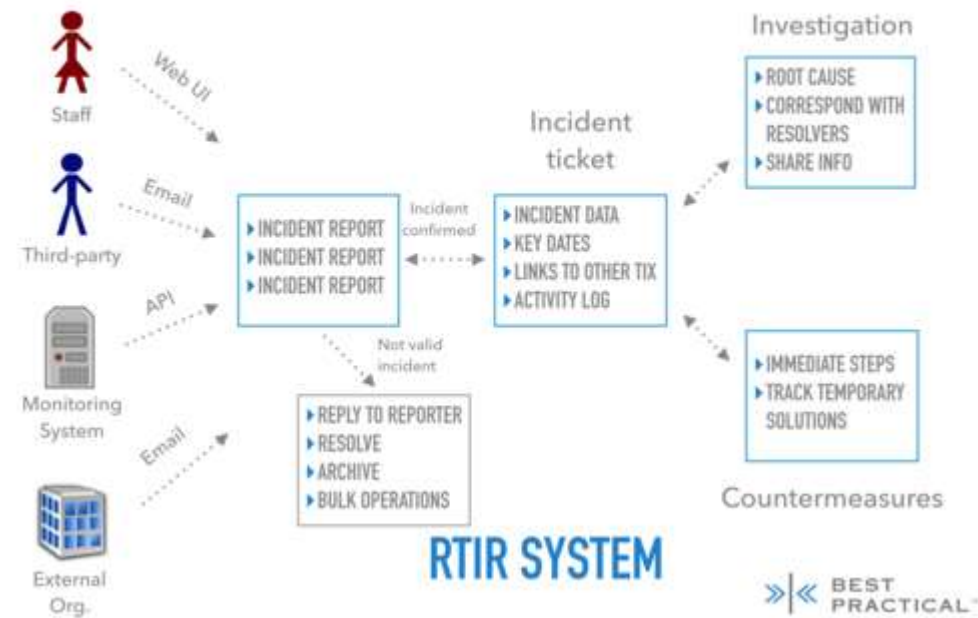 Staff
Web UI
Third-party
Email
Monitoring
System
API
External
Org.
Email
INCIDENT REPORT
INCIDENT REPORT
INCIDENT REPORT
Incident
confirmed
Not valid
incident
REPLY TO REPORTER
RESOLVE
ARCHIVE
BULK OPERATIONS
Incident
ticket
INCIDENT DATA
KEY DATES
LINKS TO OTHER TIX
ACTIVITY LOG
Investigation
ROOT CAUSE
CORRESPOND WITH
RESOLVERS
SHARE INFO
IMMEDIATE STEPS
TRACK TEMPORARY
SOLUTIONS
Countermeasures
RTIR SYSTEM
BEST
PRACTICAL™